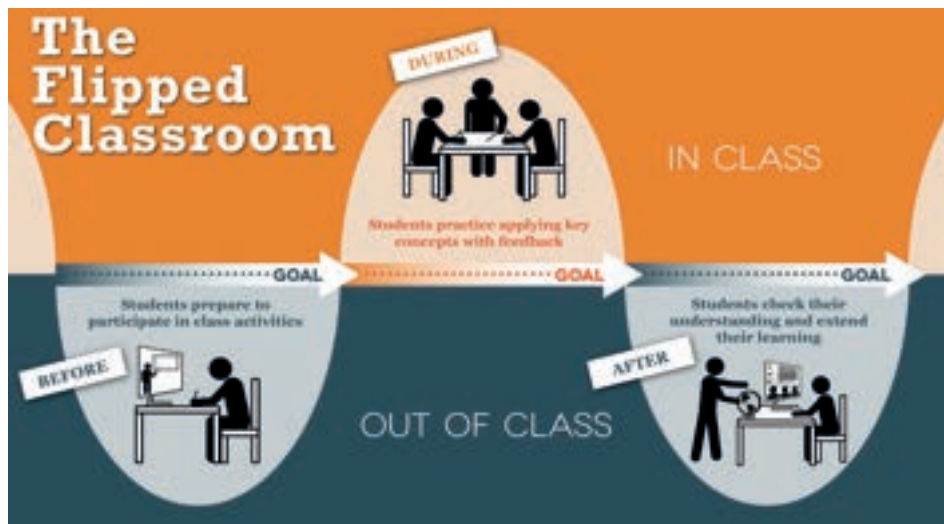 The
Flipped
Classroom
DURING
IN CLASS
Students practice applying key
concepts with feedback
GOAL
GOAL
GOAL
Students prepare to
participate in class activities
BEFORE
OUT OF CLASS
Students check their
understanding and extend
their learning
AFTER